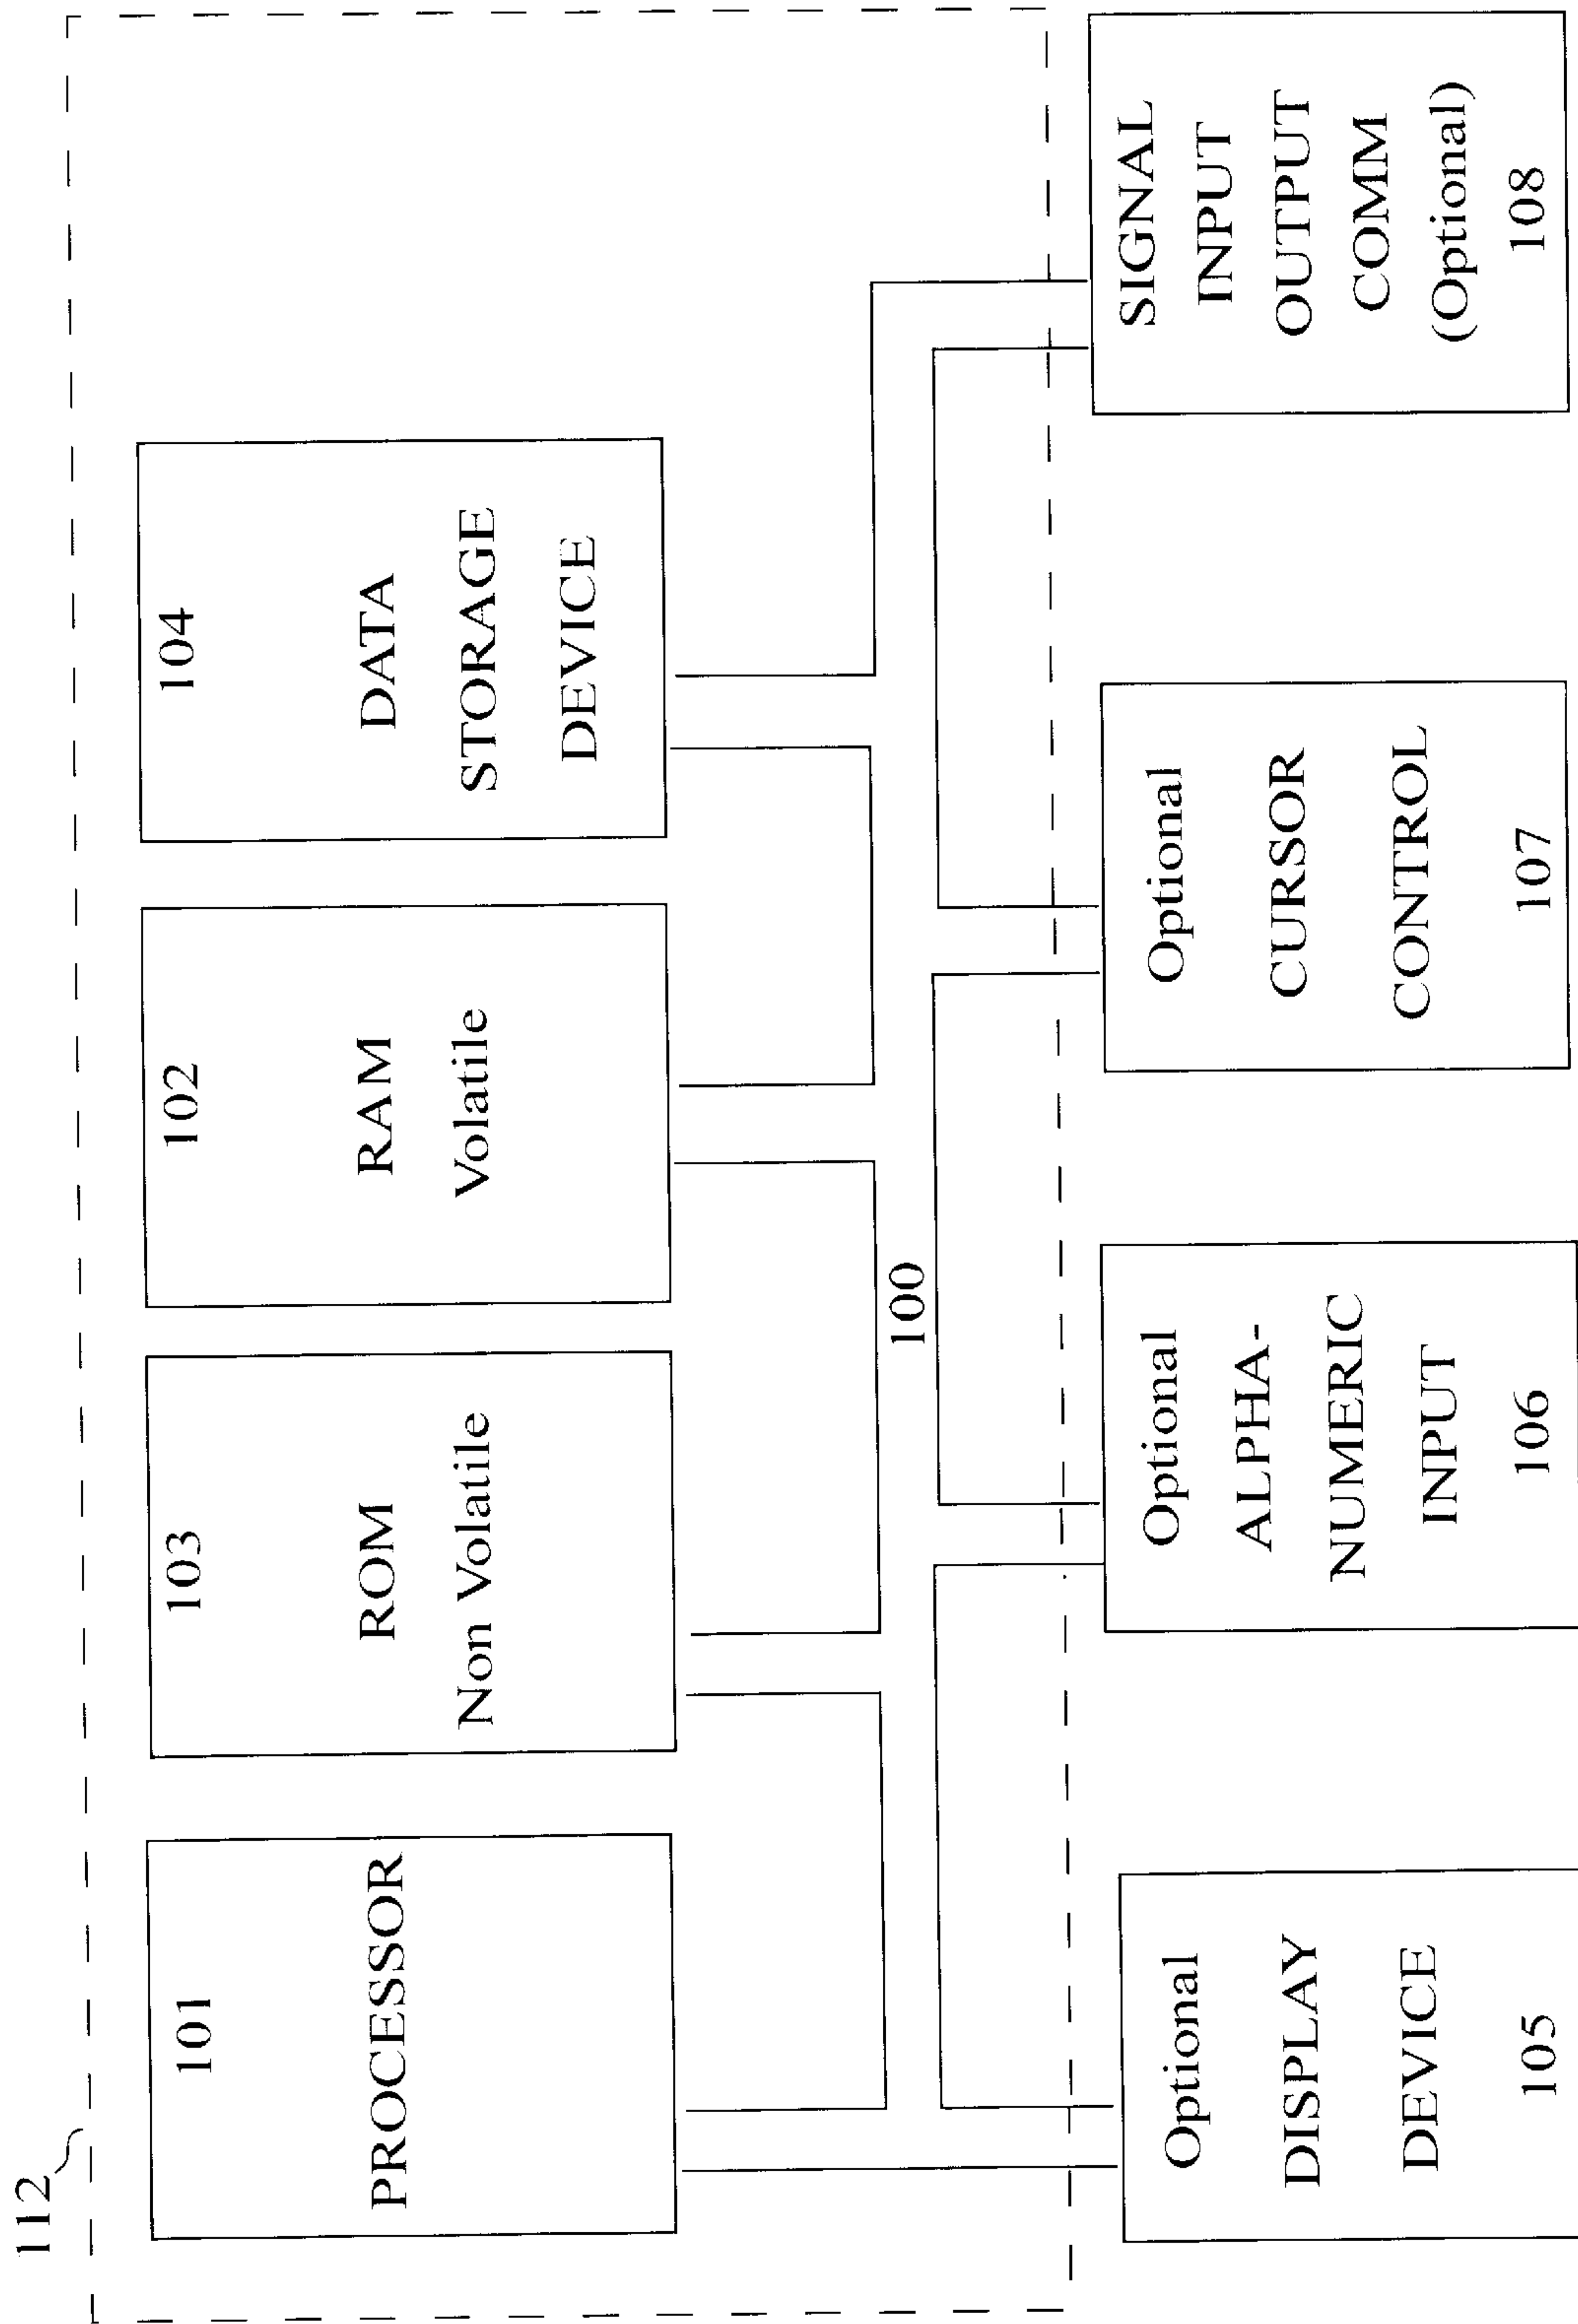 112
101
PROCESSOR
103
ROM
Non Volatile
102
RAM
Volatile
104
DATA
STORAGE
DEVICE
100
Optional
DISPLAY
DEVICE
105
Optional
ALPHA-
NUMERIC
INPUT
106
Optional
CURSOR
CONTROL
107
SIGNAL
INPUT
OUTPUT
COMM
(Optional)
108